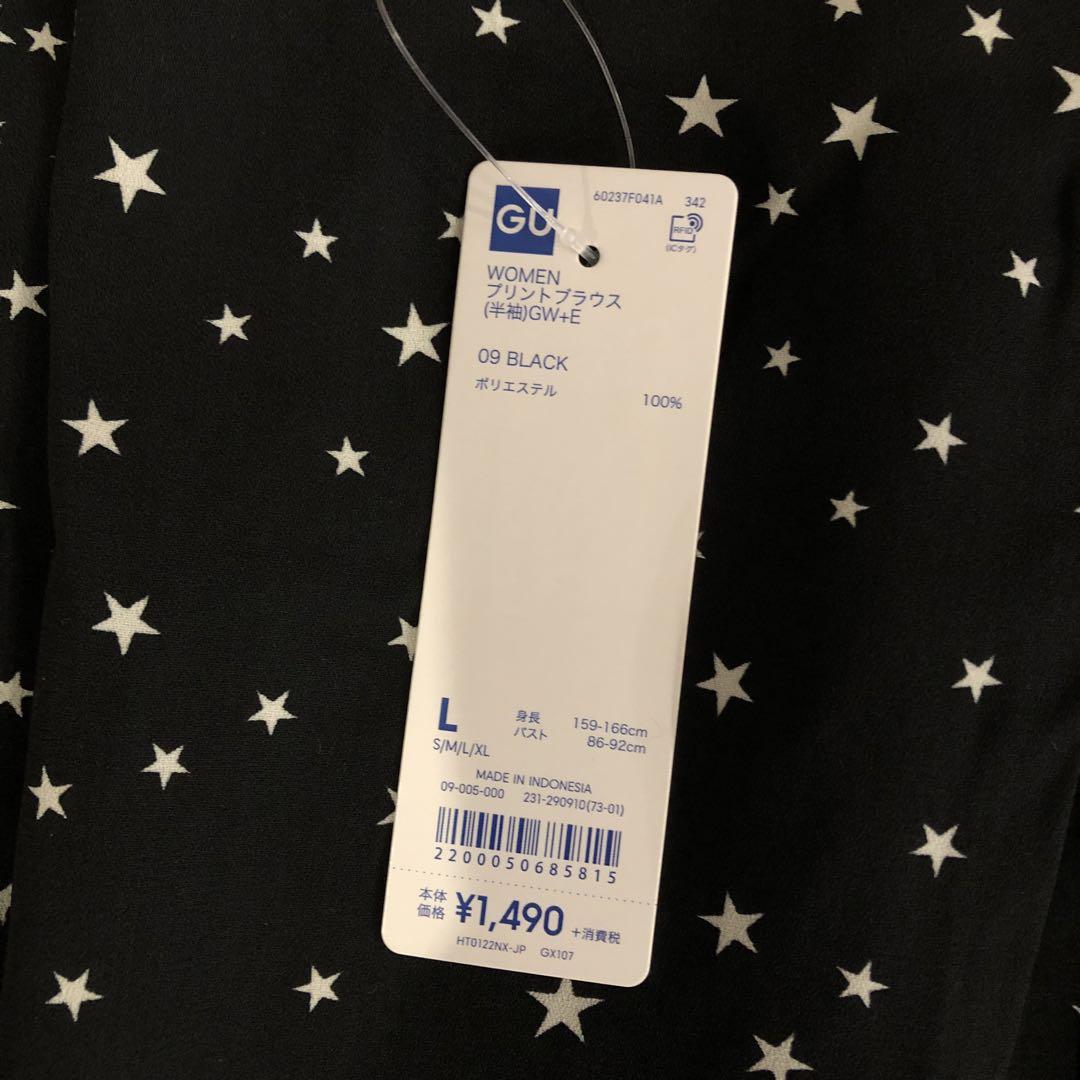 GU
60237F041A 342
RFID
(ICタグ)
WOMEN
プリントブラウス
(半袖)GW+E
09 BLACK
ポリエステル 100%
L 身長 159-166cm
S/M/L/XL バスト 86-92cm
MADE IN INDONESIA
09-005-000 231-290910(73-01)
2200050685815
本体
価格 ¥1,490 +消費税
HT0122NX-JP GX107